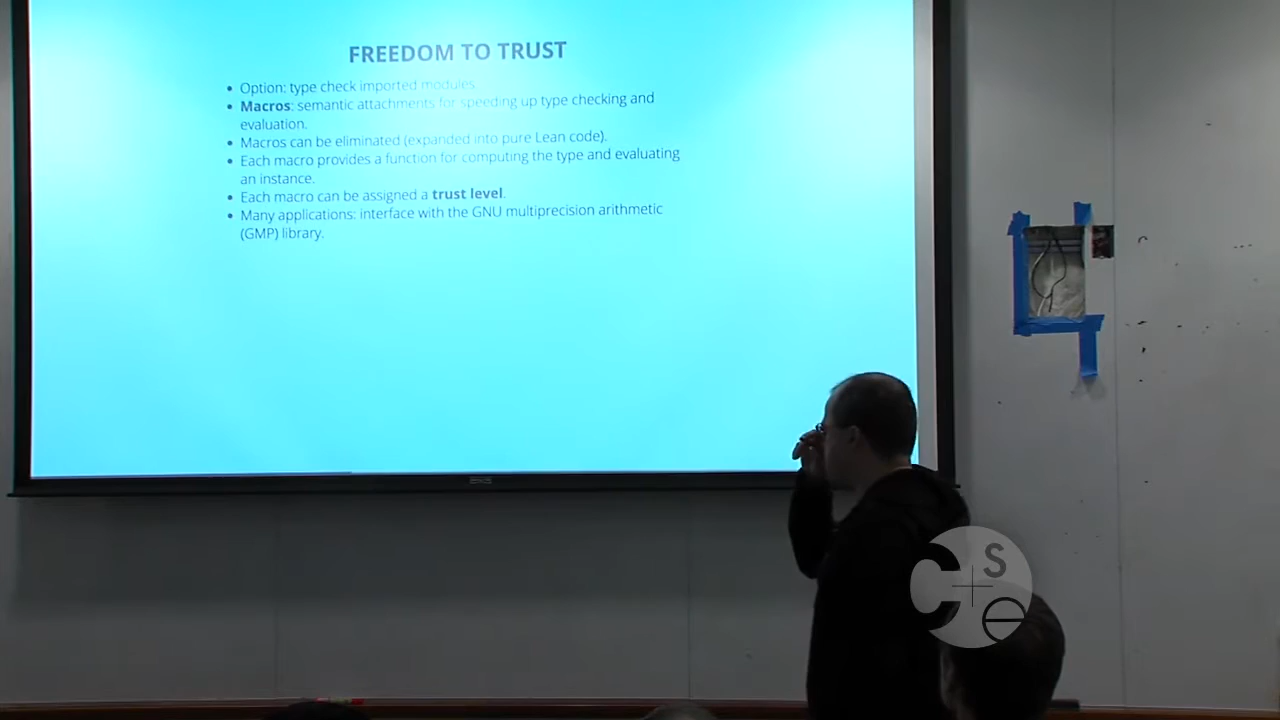 FREEDOM TO TRUST
• Option: type check imported modules.
• Macros: semantic attachments for speeding up type checking and
evaluation.
• Macros can be eliminated (expanded into pure Lean code).
• Each macro provides a function for computing the type and evaluating
an instance.
• Each macro can be assigned a trust level.
• Many applications: interface with the GNU multiprecision arithmetic
(GMP) library.
C S
e